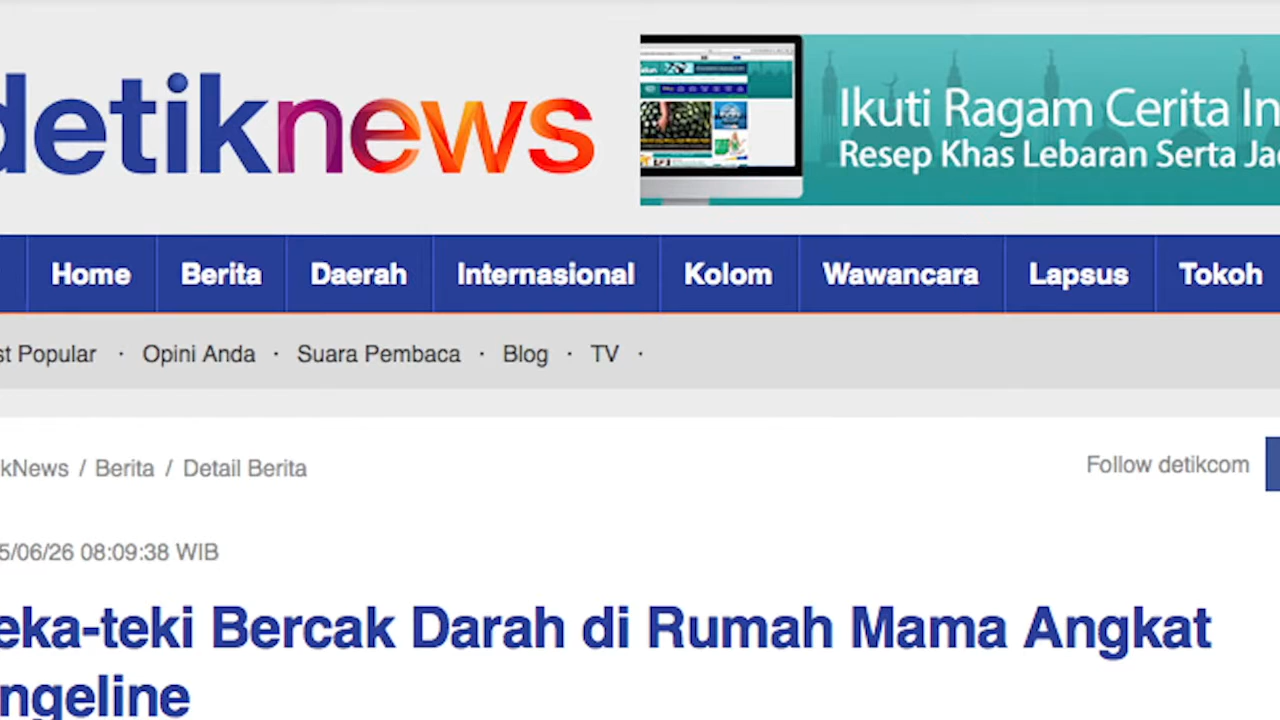 detiknews
Ikuti Ragam Cerita In
Resep Khas Lebaran Serta Jad
Home Berita Daerah Internasional Kolom Wawancara Lapsus Tokoh
st Popular · Opini Anda · Suara Pembaca · Blog · TV ·
kNews / Berita / Detail Berita
Follow detikcom
5/06/26 08:09:38 WIB
eka-teki Bercak Darah di Rumah Mama Angkat
ngeline